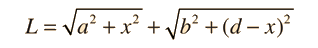 L = √(a² + x²) + √(b² + (d − x)²)